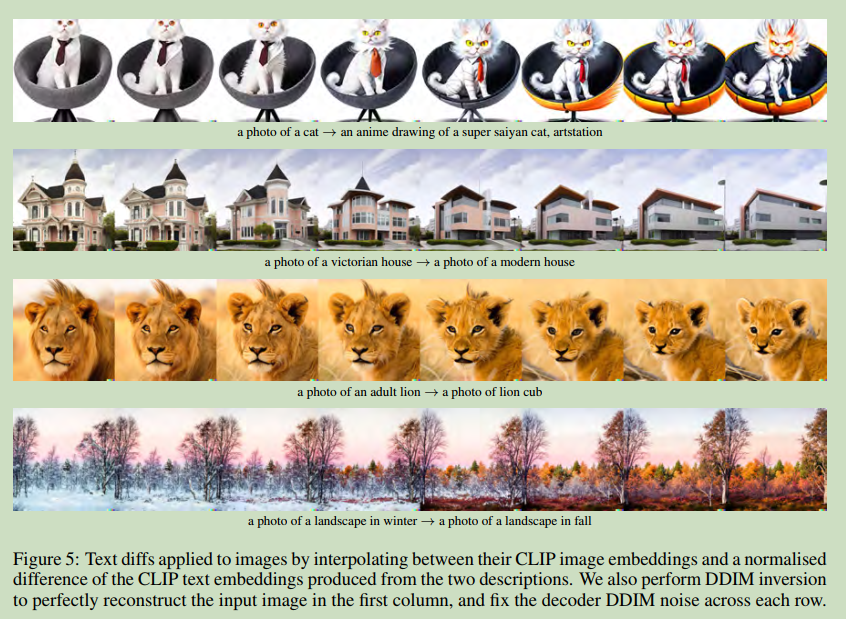 a photo of a cat → an anime drawing of a super saiyan cat, artstation
a photo of a victorian house → a photo of a modern house
a photo of an adult lion → a photo of lion cub
a photo of a landscape in winter → a photo of a landscape in fall
Figure 5: Text diffs applied to images by interpolating between their CLIP image embeddings and a normalised
difference of the CLIP text embeddings produced from the two descriptions. We also perform DDIM inversion
to perfectly reconstruct the input image in the first column, and fix the decoder DDIM noise across each row.